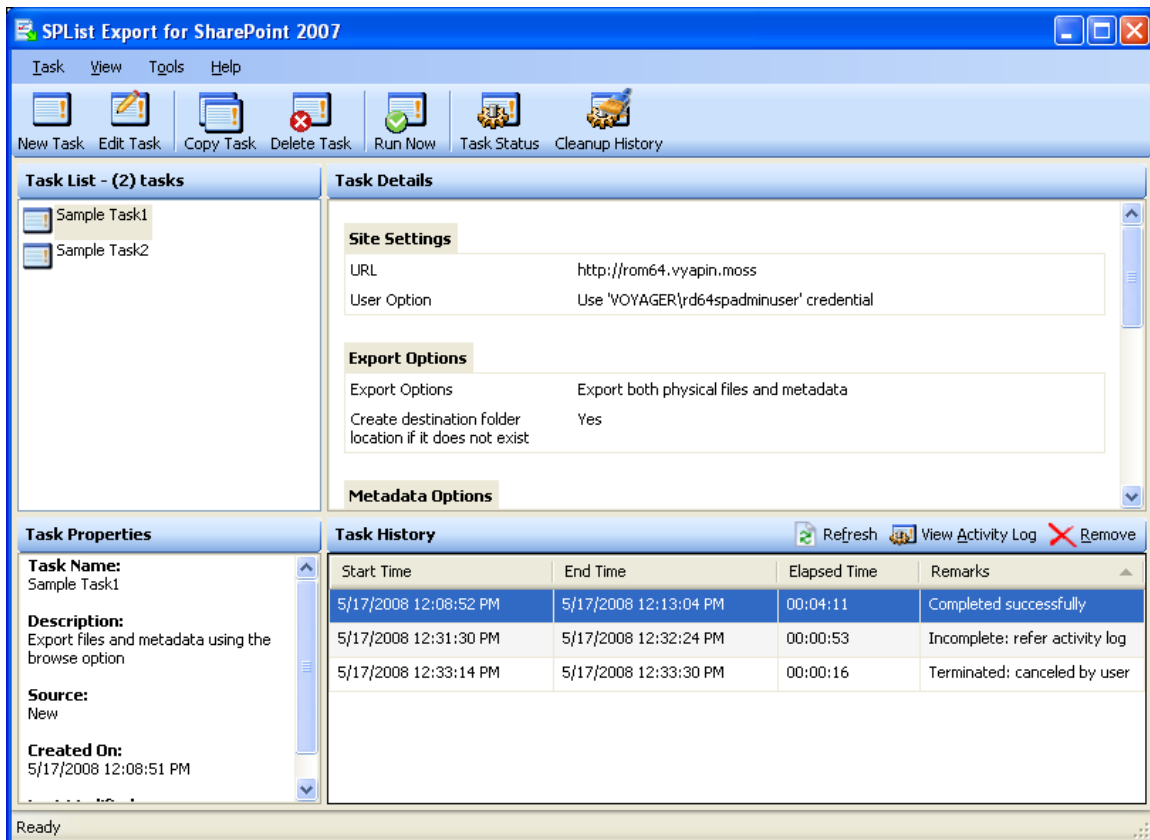 SPList Export for SharePoint 2007
Task View Tools Help
New Task Edit Task Copy Task Delete Task Run Now Task Status Cleanup History
Task List - (2) tasks
Sample Task1
Sample Task2
Task Details
Site Settings
URL http://rom64.vyapin.moss
User Option Use 'VOYAGER\rd64spadminuser' credential
Export Options
Export Options Export both physical files and metadata
Create destination folder Yes
location if it does not exist
Metadata Options
Task Properties
Task Name:
Sample Task1
Description:
Export files and metadata using the
browse option
Source:
New
Created On:
5/17/2008 12:08:51 PM
Task History Refresh View Activity Log Remove
Start Time End Time Elapsed Time Remarks
5/17/2008 12:08:52 PM 5/17/2008 12:13:04 PM 00:04:11 Completed successfully
5/17/2008 12:31:30 PM 5/17/2008 12:32:24 PM 00:00:53 Incomplete: refer activity log
5/17/2008 12:33:14 PM 5/17/2008 12:33:30 PM 00:00:16 Terminated: canceled by user
Ready